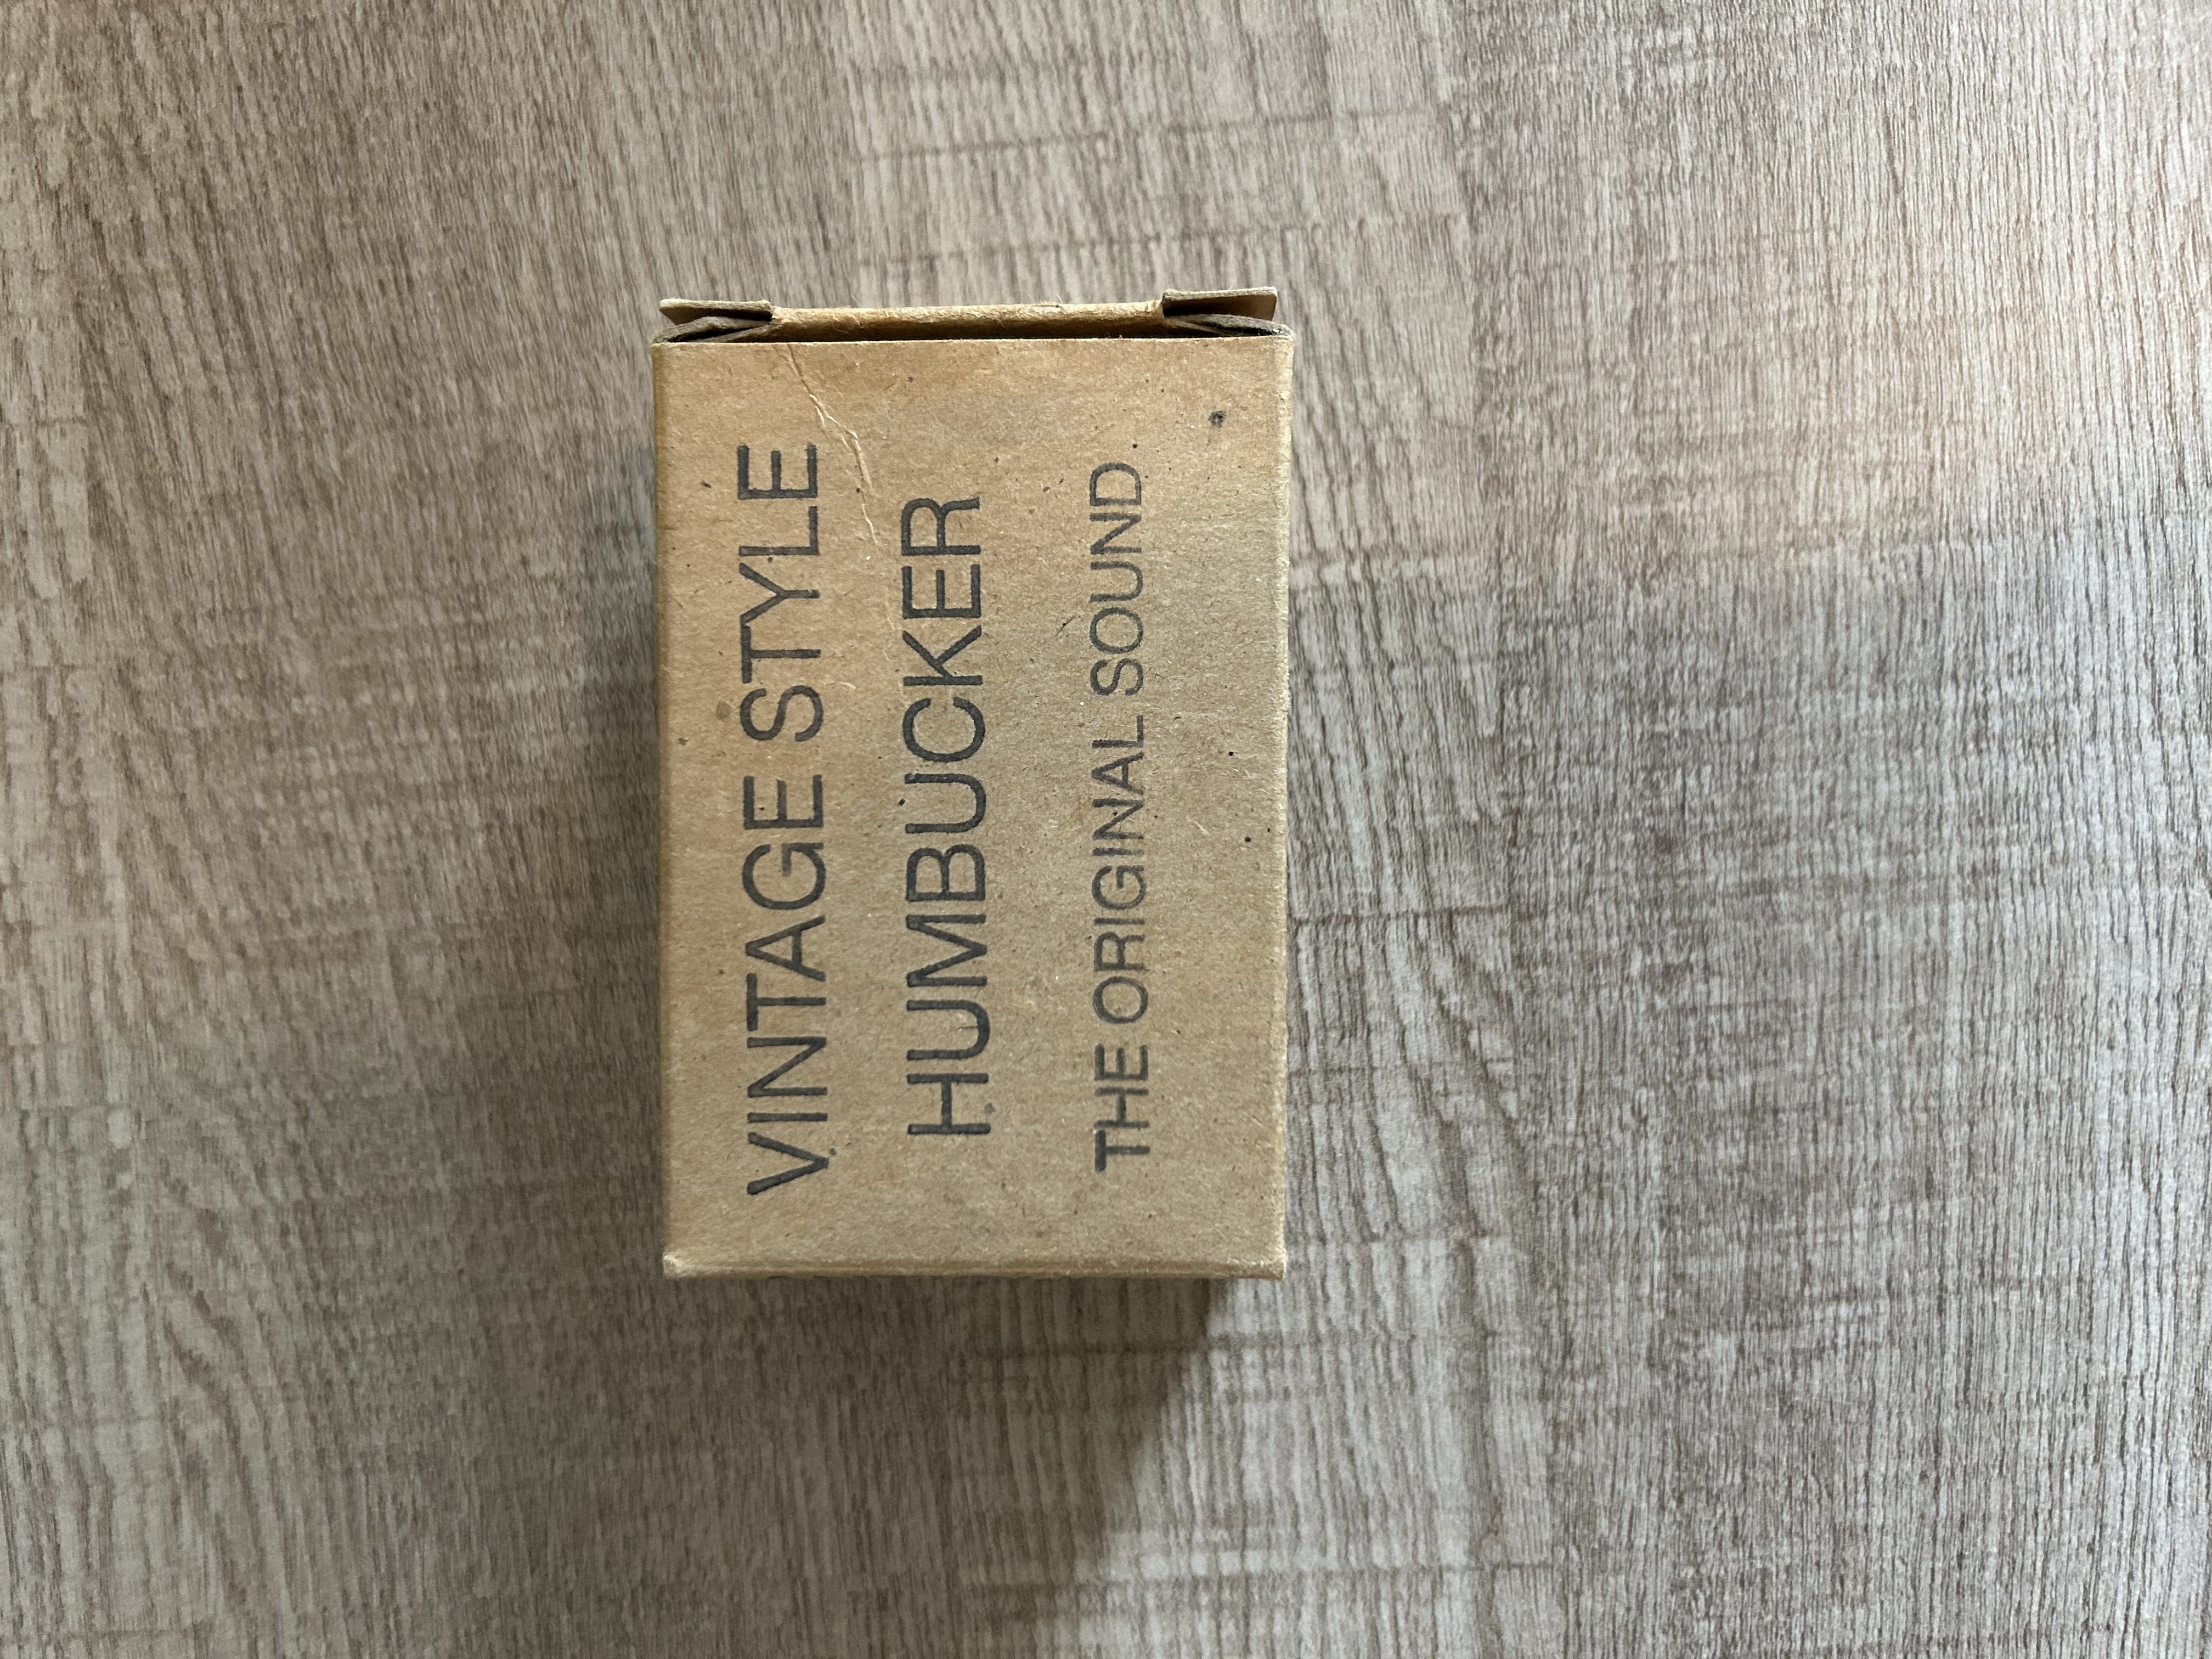 VINTAGE STYLE
HUMBUCKER
THE ORIGINAL SOUND